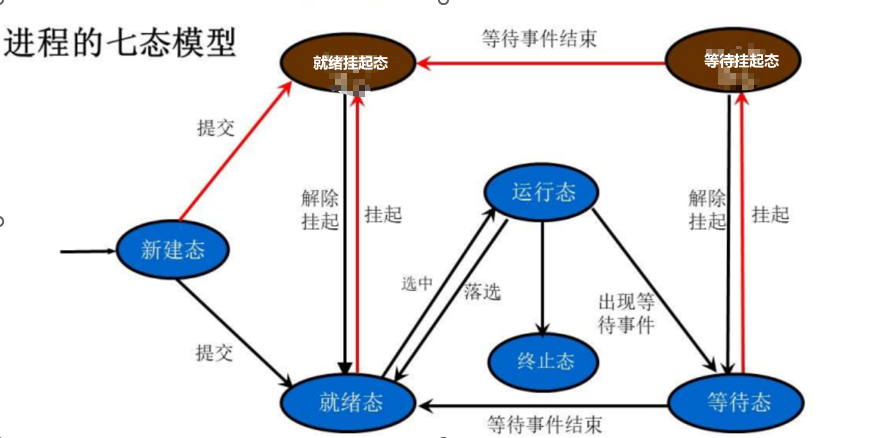 进程的七态模型
就绪挂起态
等待事件结束
等待挂起态
提交
解除
挂起
挂起
运行态
解除
挂起
挂起
新建态
选中
落选
出现等
待事件
提交
终止态
就绪态
等待事件结束
等待态